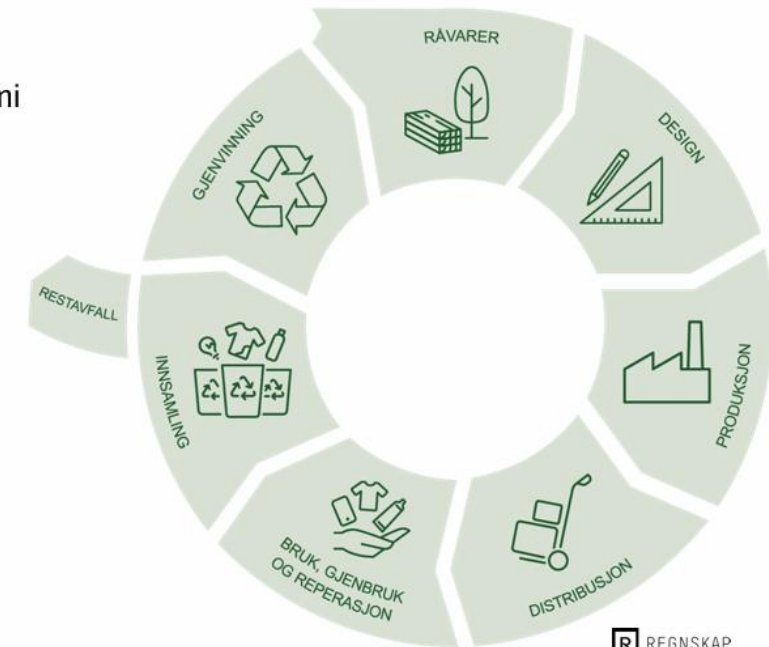 RÅVARER
DESIGN
PRODUKSJON
DISTRIBUSJON
BRUK, GJENBRUK
OG REPERASJON
INNSAMLING
RESTAVFALL
GJENVINNING
R REGNSKAP